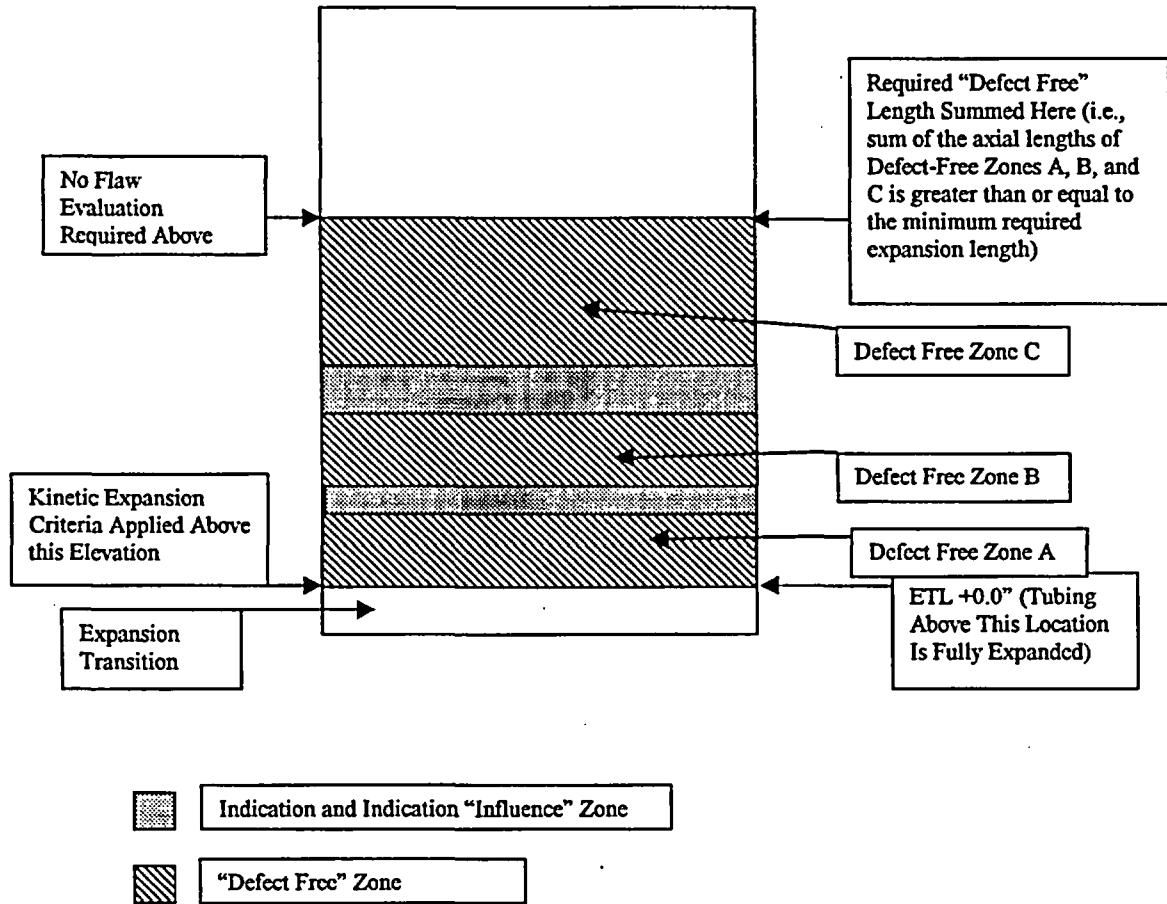 No Flaw
Evaluation
Required Above
Required “Defect Free”
Length Summed Here (i.e.,
sum of the axial lengths of
Defect-Free Zones A, B, and
C is greater than or equal to
the minimum required
expansion length)
Defect Free Zone C
Defect Free Zone B
Kinetic Expansion
Criteria Applied Above
this Elevation
Defect Free Zone A
Expansion
Transition
ETL +0.0” (Tubing
Above This Location
Is Fully Expanded)
Indication and Indication “Influence” Zone
“Defect Free” Zone